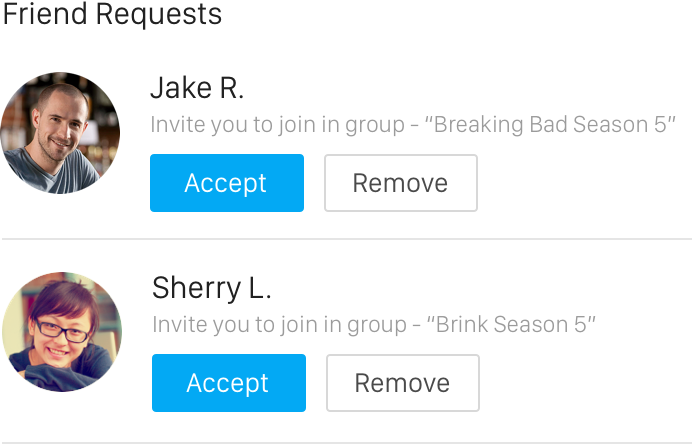 Friend Requests
Jake R.
Invite you to join in group - “Breaking Bad Season 5”
Accept Remove
Sherry L.
Invite you to join in group - “Brink Season 5”
Accept Remove